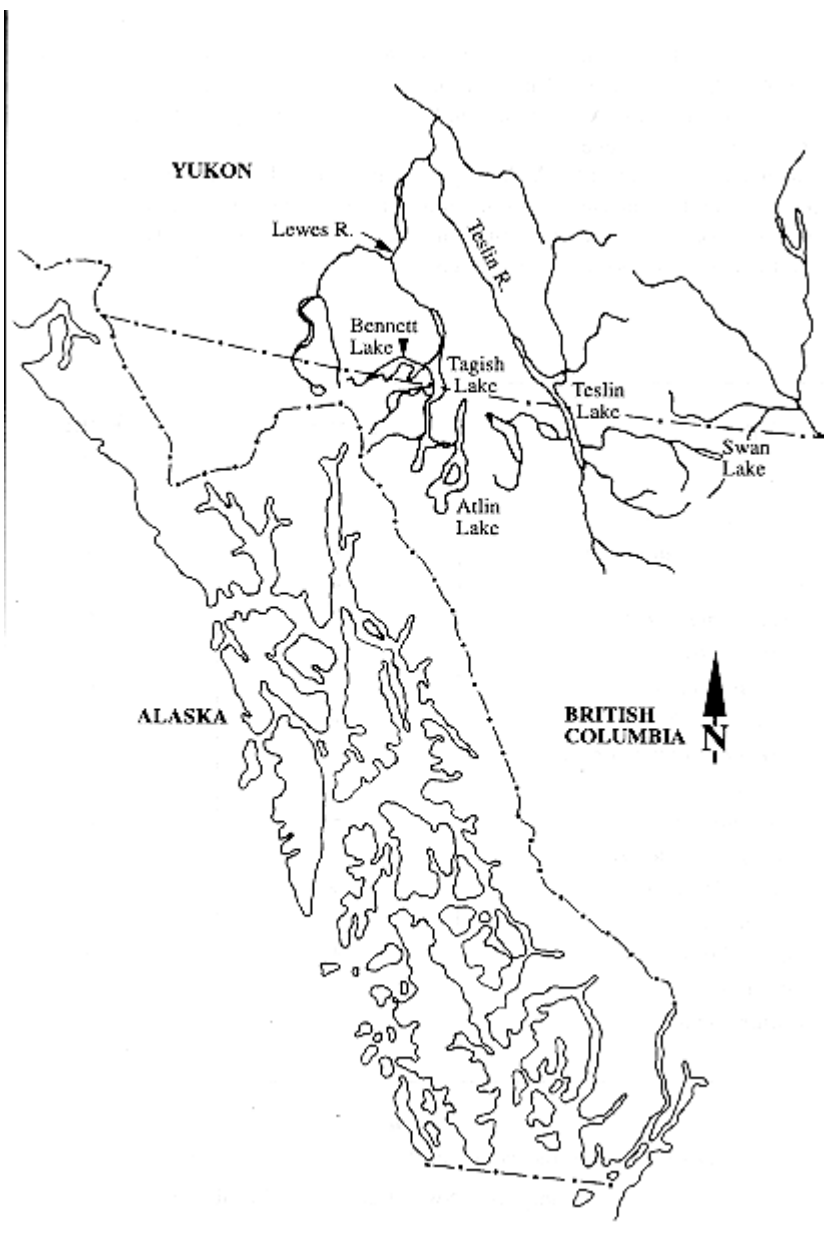 YUKON
Lewes R.
Teslin R.
Bennett
Lake
Tagish
Lake
Teslin
Lake
Swan
Lake
Atlin
Lake
ALASKA
BRITISH
COLUMBIA
N